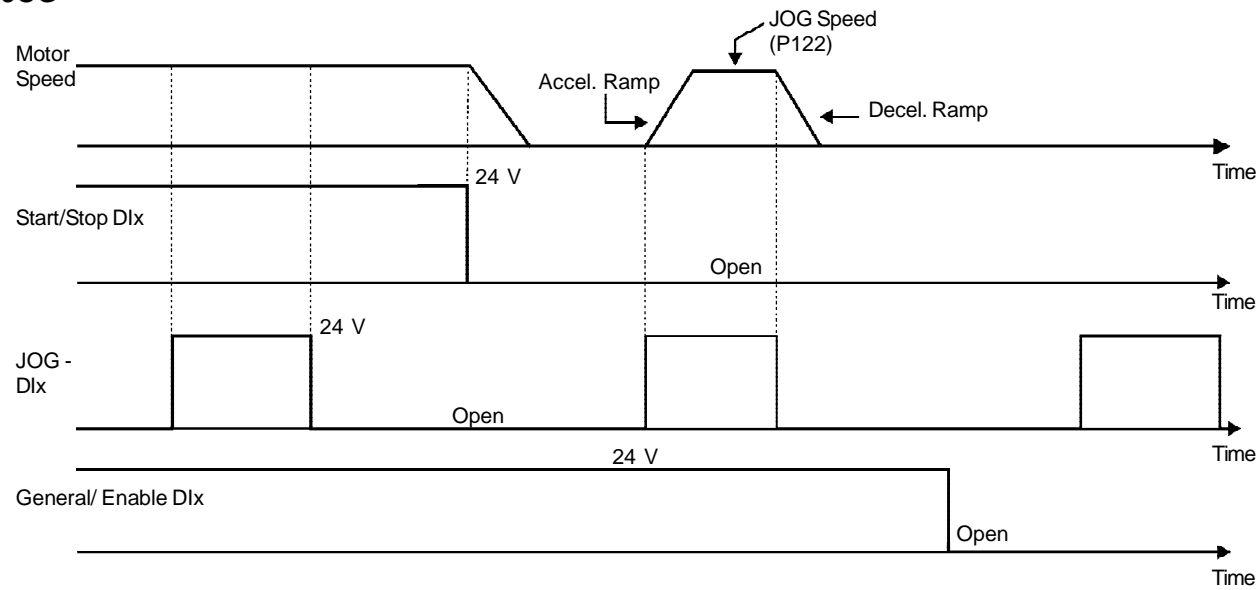 JOG Speed
(P122)
Motor
Speed
Accel. Ramp
Decel. Ramp
Time
24 V
Start/Stop DIx
Open
Time
24 V
JOG -
DIx
Open
Time
24 V
General/ Enable DIx
Open
Time